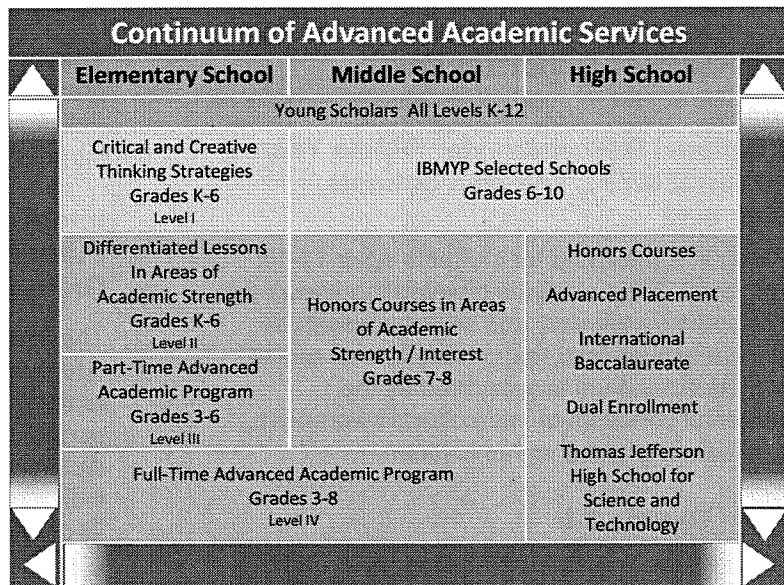 Continuum of Advanced Academic Services
Elementary School
Middle School
High School
Young Scholars All Levels K-12
Critical and Creative
Thinking Strategies
Grades K-6
Level I
IBMYP Selected Schools
Grades 6-10
Differentiated Lessons
In Areas of
Academic Strength
Grades K-6
Level II
Part-Time Advanced
Academic Program
Grades 3-6
Level III
Honors Courses in Areas
of Academic
Strength / Interest
Grades 7-8
Full-Time Advanced Academic Program
Grades 3-8
Level IV
Honors Courses
Advanced Placement
International
Baccalaureate
Dual Enrollment
Thomas Jefferson
High School for
Science and
Technology